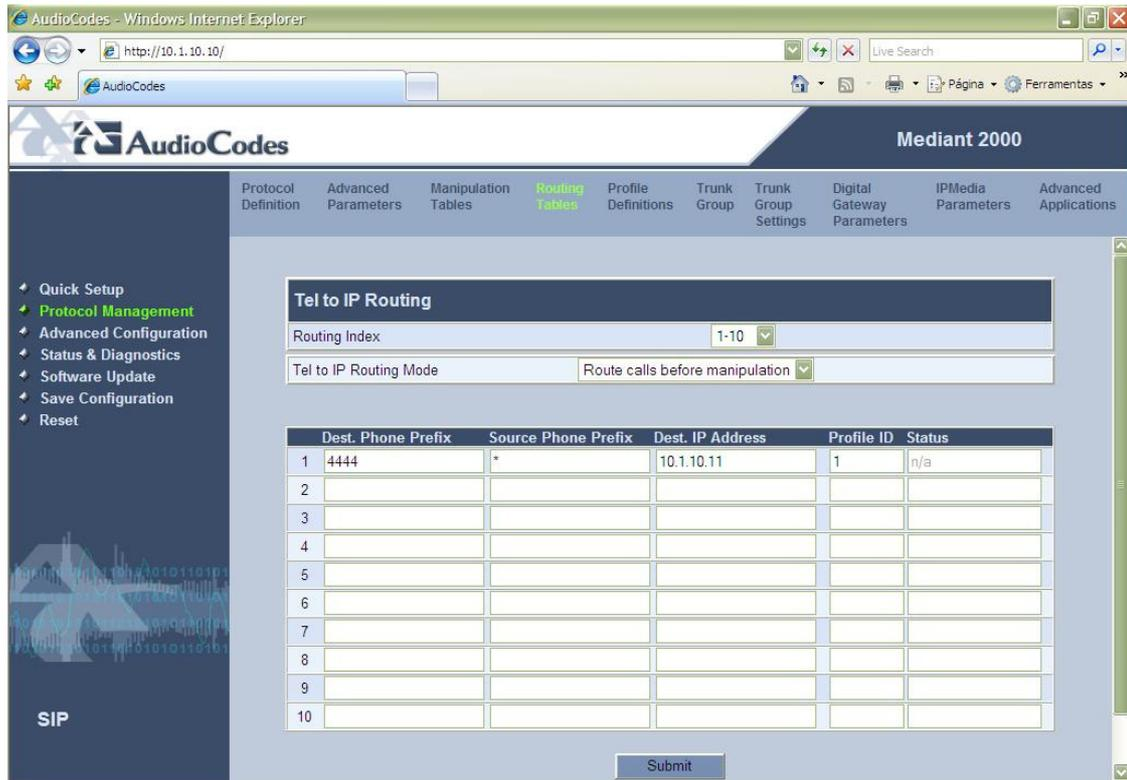 AudioCodes - Windows Internet Explorer
http://10.1.10.10/
Live Search
AudioCodes
Página
Ferramentas
»
AudioCodes
Mediant 2000
Protocol Definition
Advanced Parameters
Manipulation Tables
Routing Tables
Profile Definitions
Trunk Group
Trunk Group Settings
Digital Gateway Parameters
IPMedia Parameters
Advanced Applications
Quick Setup
Protocol Management
Advanced Configuration
Status & Diagnostics
Software Update
Save Configuration
Reset
SIP
Tel to IP Routing
Routing Index 1-10
Tel to IP Routing Mode Route calls before manipulation
Dest. Phone Prefix Source Phone Prefix Dest. IP Address Profile ID Status
1 4444 * 10.1.10.11 1 n/a
2
3
4
5
6
7
8
9
10
Submit